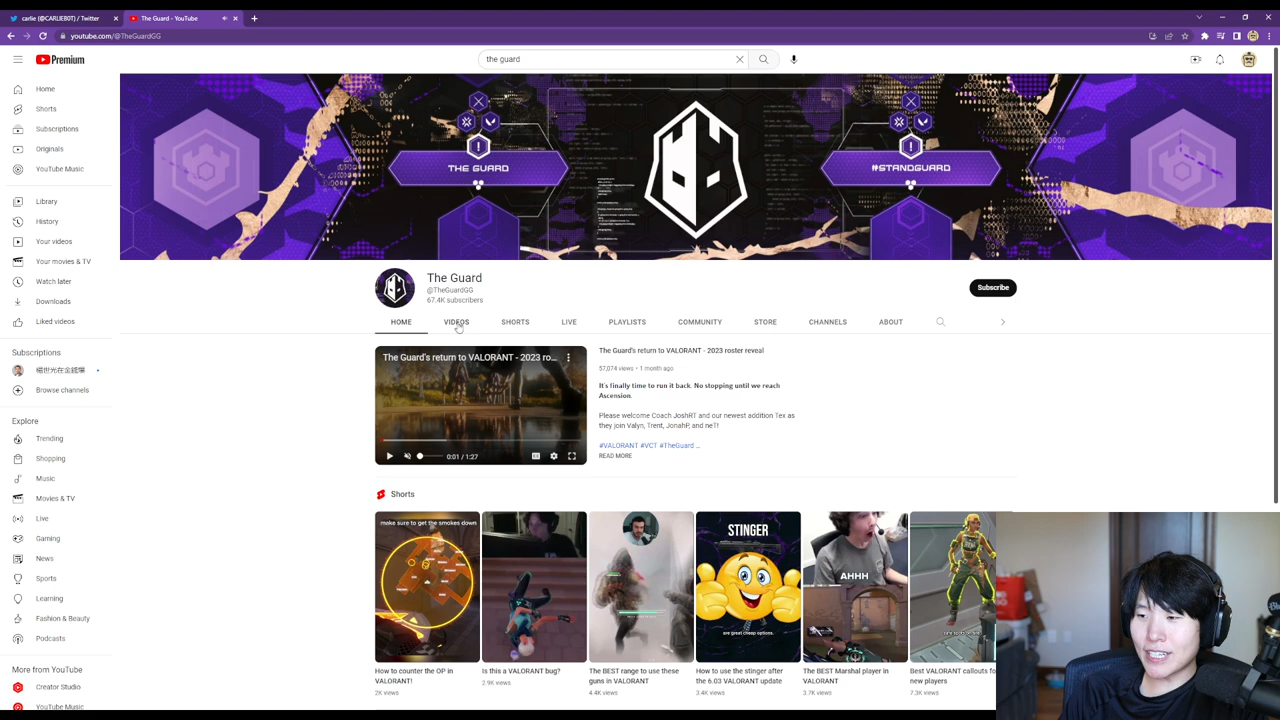 carlie (@CARLIEB0T) / Twitter
The Guard - YouTube
youtube.com/@TheGuardGG
Premium
the guard
Home
Shorts
Subscriptions
Originals
YouTube Music
Library
History
Your videos
Your movies & TV
Watch later
Downloads
Liked videos
Subscriptions
Browse channels
Explore
Trending
Shopping
Music
Movies & TV
Live
Gaming
News
Sports
Learning
Fashion & Beauty
Podcasts
More from YouTube
Creator Studio
YouTube Music
THE GUARD
#STANDGUARD
The Guard
@TheGuardGG
67.4K subscribers
Subscribe
HOME
VIDEOS
SHORTS
LIVE
PLAYLISTS
COMMUNITY
STORE
CHANNELS
ABOUT
The Guard's return to VALORANT - 2023 ro...
0:01 / 1:27
The Guard's return to VALORANT - 2023 roster reveal
57,074 views • 1 month ago
It's finally time to run it back. No stopping until we reach
Ascension.
Please welcome Coach JoshRT and our newest addition Tex as
they join Valyn, Trent, JonahP, and neT!
#VALORANT #VCT #TheGuard ...
READ MORE
Shorts
make sure to get the smokes down
STINGER
are great cheap options.
AHHH
safe spots or are
How to counter the OP in
VALORANT!
2K views
Is this a VALORANT bug?
2.9K views
The BEST range to use these
guns in VALORANT
4.4K views
How to use the stinger after
the 6.03 VALORANT update
3.4K views
The BEST Marshal player in
VALORANT
3.7K views
Best VALORANT callouts fo
new players
7.3K views